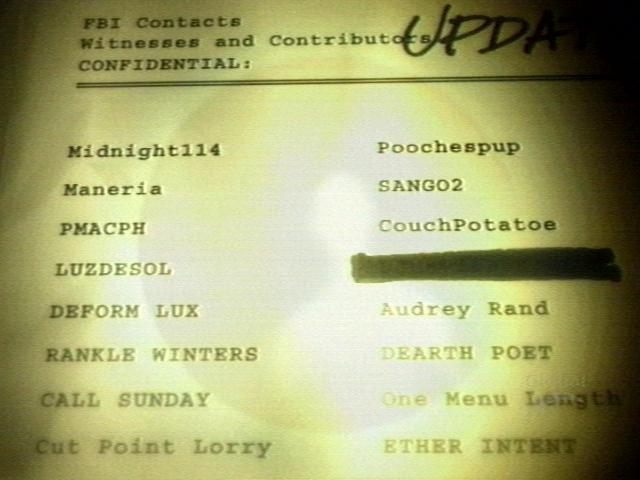 FBI Contacts
Witnesses and Contributors
CONFIDENTIAL:
Midnight114
Maneria
PMACPH
LUZDESOL
DEFORM LUX
RANKLE WINTERS
CALL SUNDAY
Cut Point Lorry
Poochespup
SANGO2
CouchPotatoe
Audrey Rand
DEARTH POET
One Menu Length
ETHER INTENT